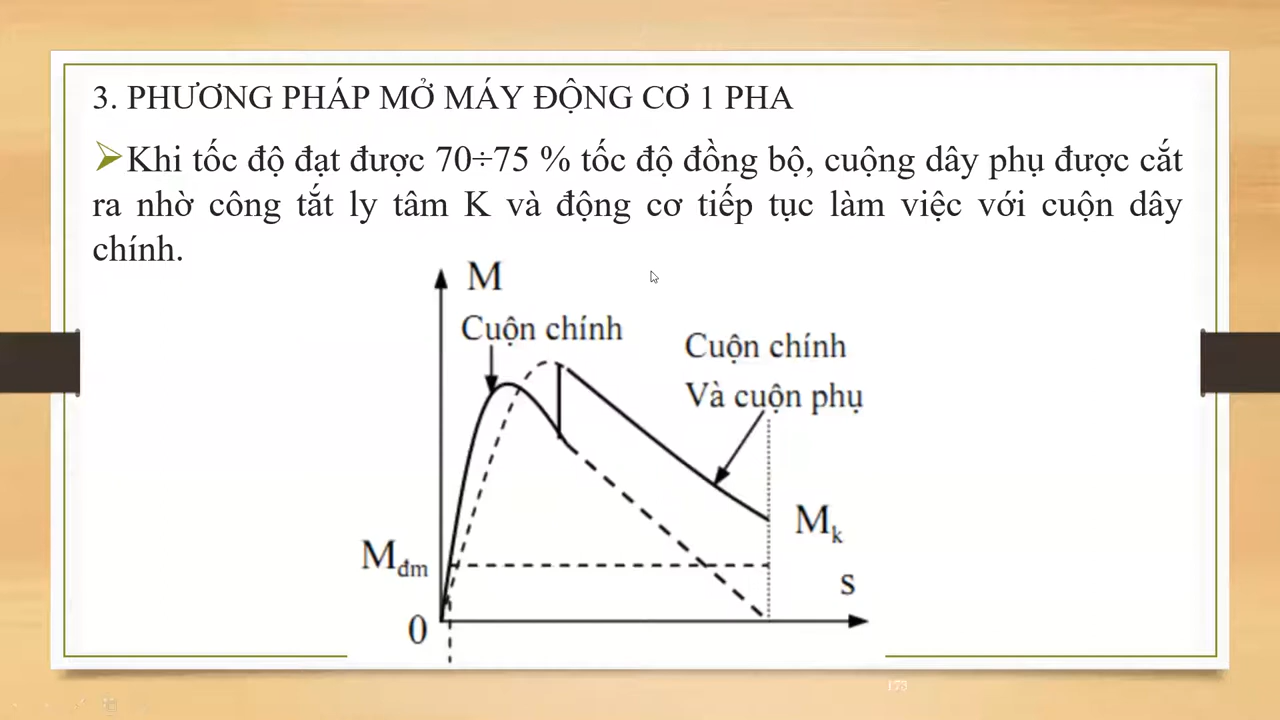 3. PHƯƠNG PHÁP MỞ MÁY ĐỘNG CƠ 1 PHA
Khi tốc độ đạt được 70÷75 % tốc độ đồng bộ, cuộng dây phụ được cắt
ra nhờ công tắt ly tâm K và động cơ tiếp tục làm việc với cuộn dây
chính.
M
Cuộn chính
Cuộn chính
Và cuộn phụ
Mk
Mđm
s
0
173